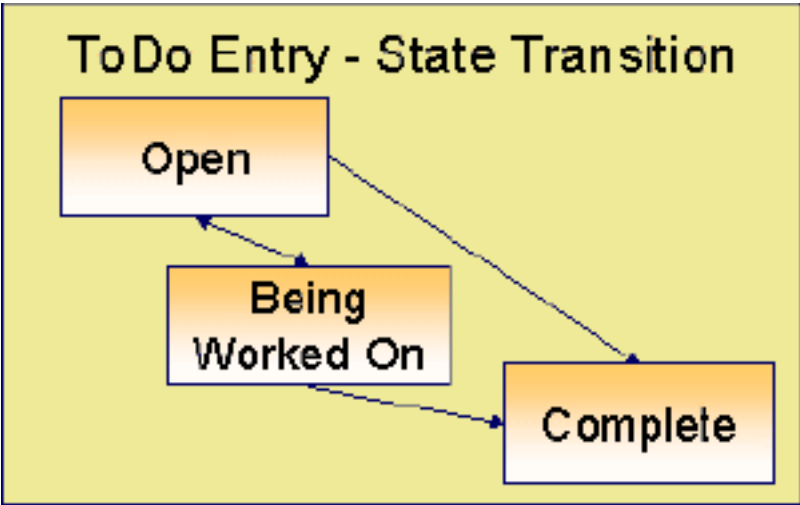 ToDo Entry - State Transition
Open
Being
Worked On
Complete